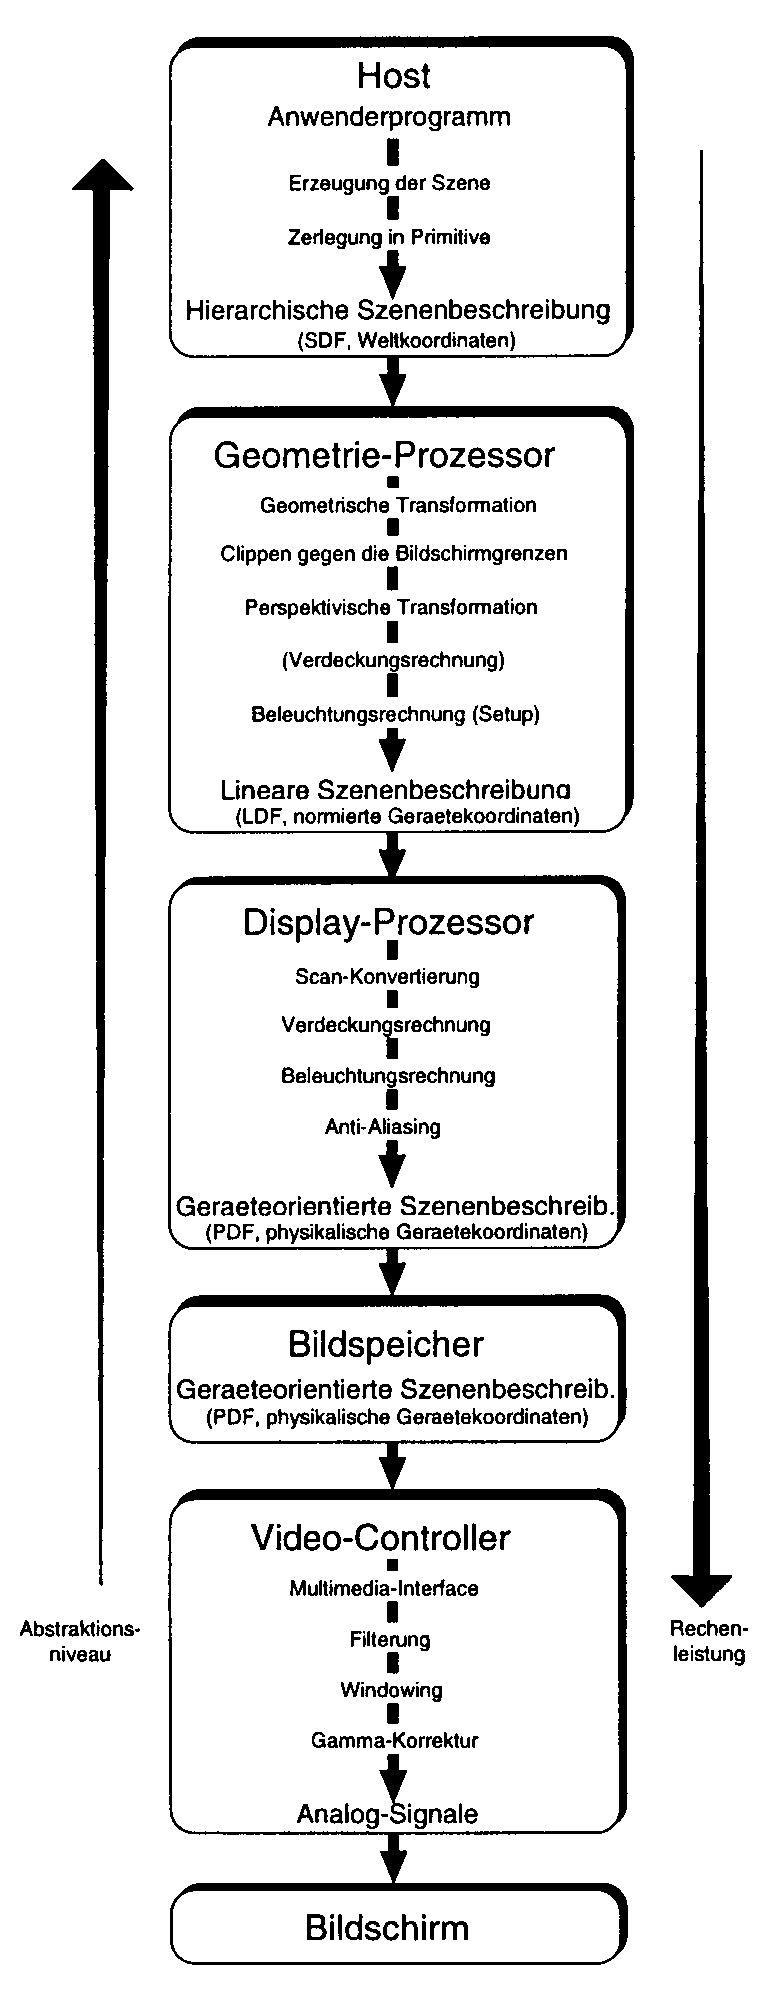 Host
Anwenderprogramm
Erzeugung der Szene
Zerlegung in Primitive
Hierarchische Szenenbeschreibung
(SDF, Weltkoordinaten)
Geometrie-Prozessor
Geometrische Transformation
Clippen gegen die Bildschirmgrenzen
Perspektivische Transformation
(Verdeckungsrechnung)
Beleuchtungsrechnung (Setup)
Lineare Szenenbeschreibung
(LDF, normierte Geraetekoordinaten)
Display-Prozessor
Scan-Konvertierung
Verdeckungsrechnung
Beleuchtungsrechnung
Anti-Aliasing
Geraeteorientierte Szenenbeschreib.
(PDF, physikalische Geraetekoordinaten)
Bildspeicher
Geraeteorientierte Szenenbeschreib.
(PDF, physikalische Geraetekoordinaten)
Video-Controller
Multimedia-Interface
Filterung
Windowing
Gamma-Korrektur
Analog-Signale
Bildschirm
Abstraktions-
niveau
Rechen-
leistung